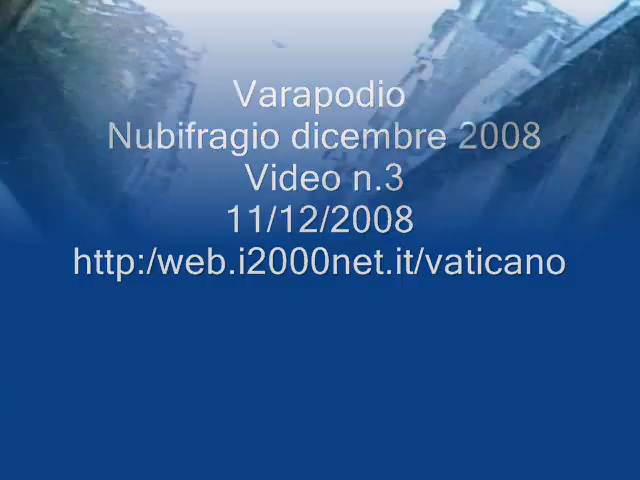 Varapodio
Nubifragio dicembre 2008
Video n.3
11/12/2008
http:/web.i2000net.it/vaticano